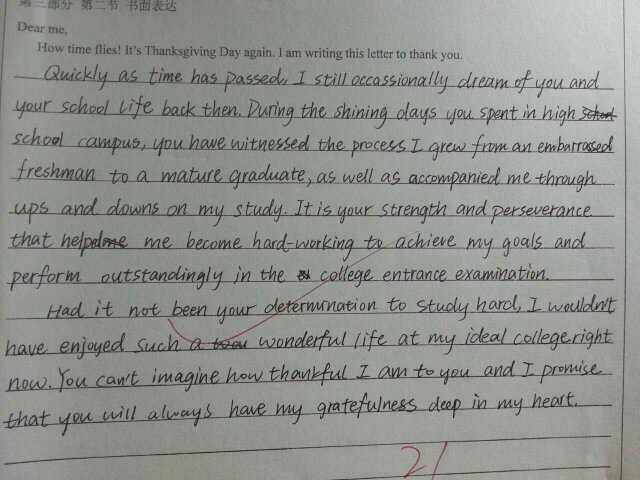 第三部分 第二节 书面表达
Dear me,
How time flies! It's Thanksgiving Day again. I am writing this letter to thank you.
Quickly as time has passed, I still occassionally dream of you and
your school life back then. During the shining days you spent in high school
school campus, you have witnessed the process I grew from an embarrassed
freshman to a mature graduate, as well as accompanied me through
ups and downs on my study. It is your strength and perseverance
that helpedme me become hard-working to achieve my goals and
perform outstandingly in the college entrance examination.
Had it not been your determination to study hard, I wouldn't
have enjoyed such a wonderful life at my ideal college right
now. You can't imagine how thankful I am to you and I promise
that you will always have my gratefulness deep in my heart.
21